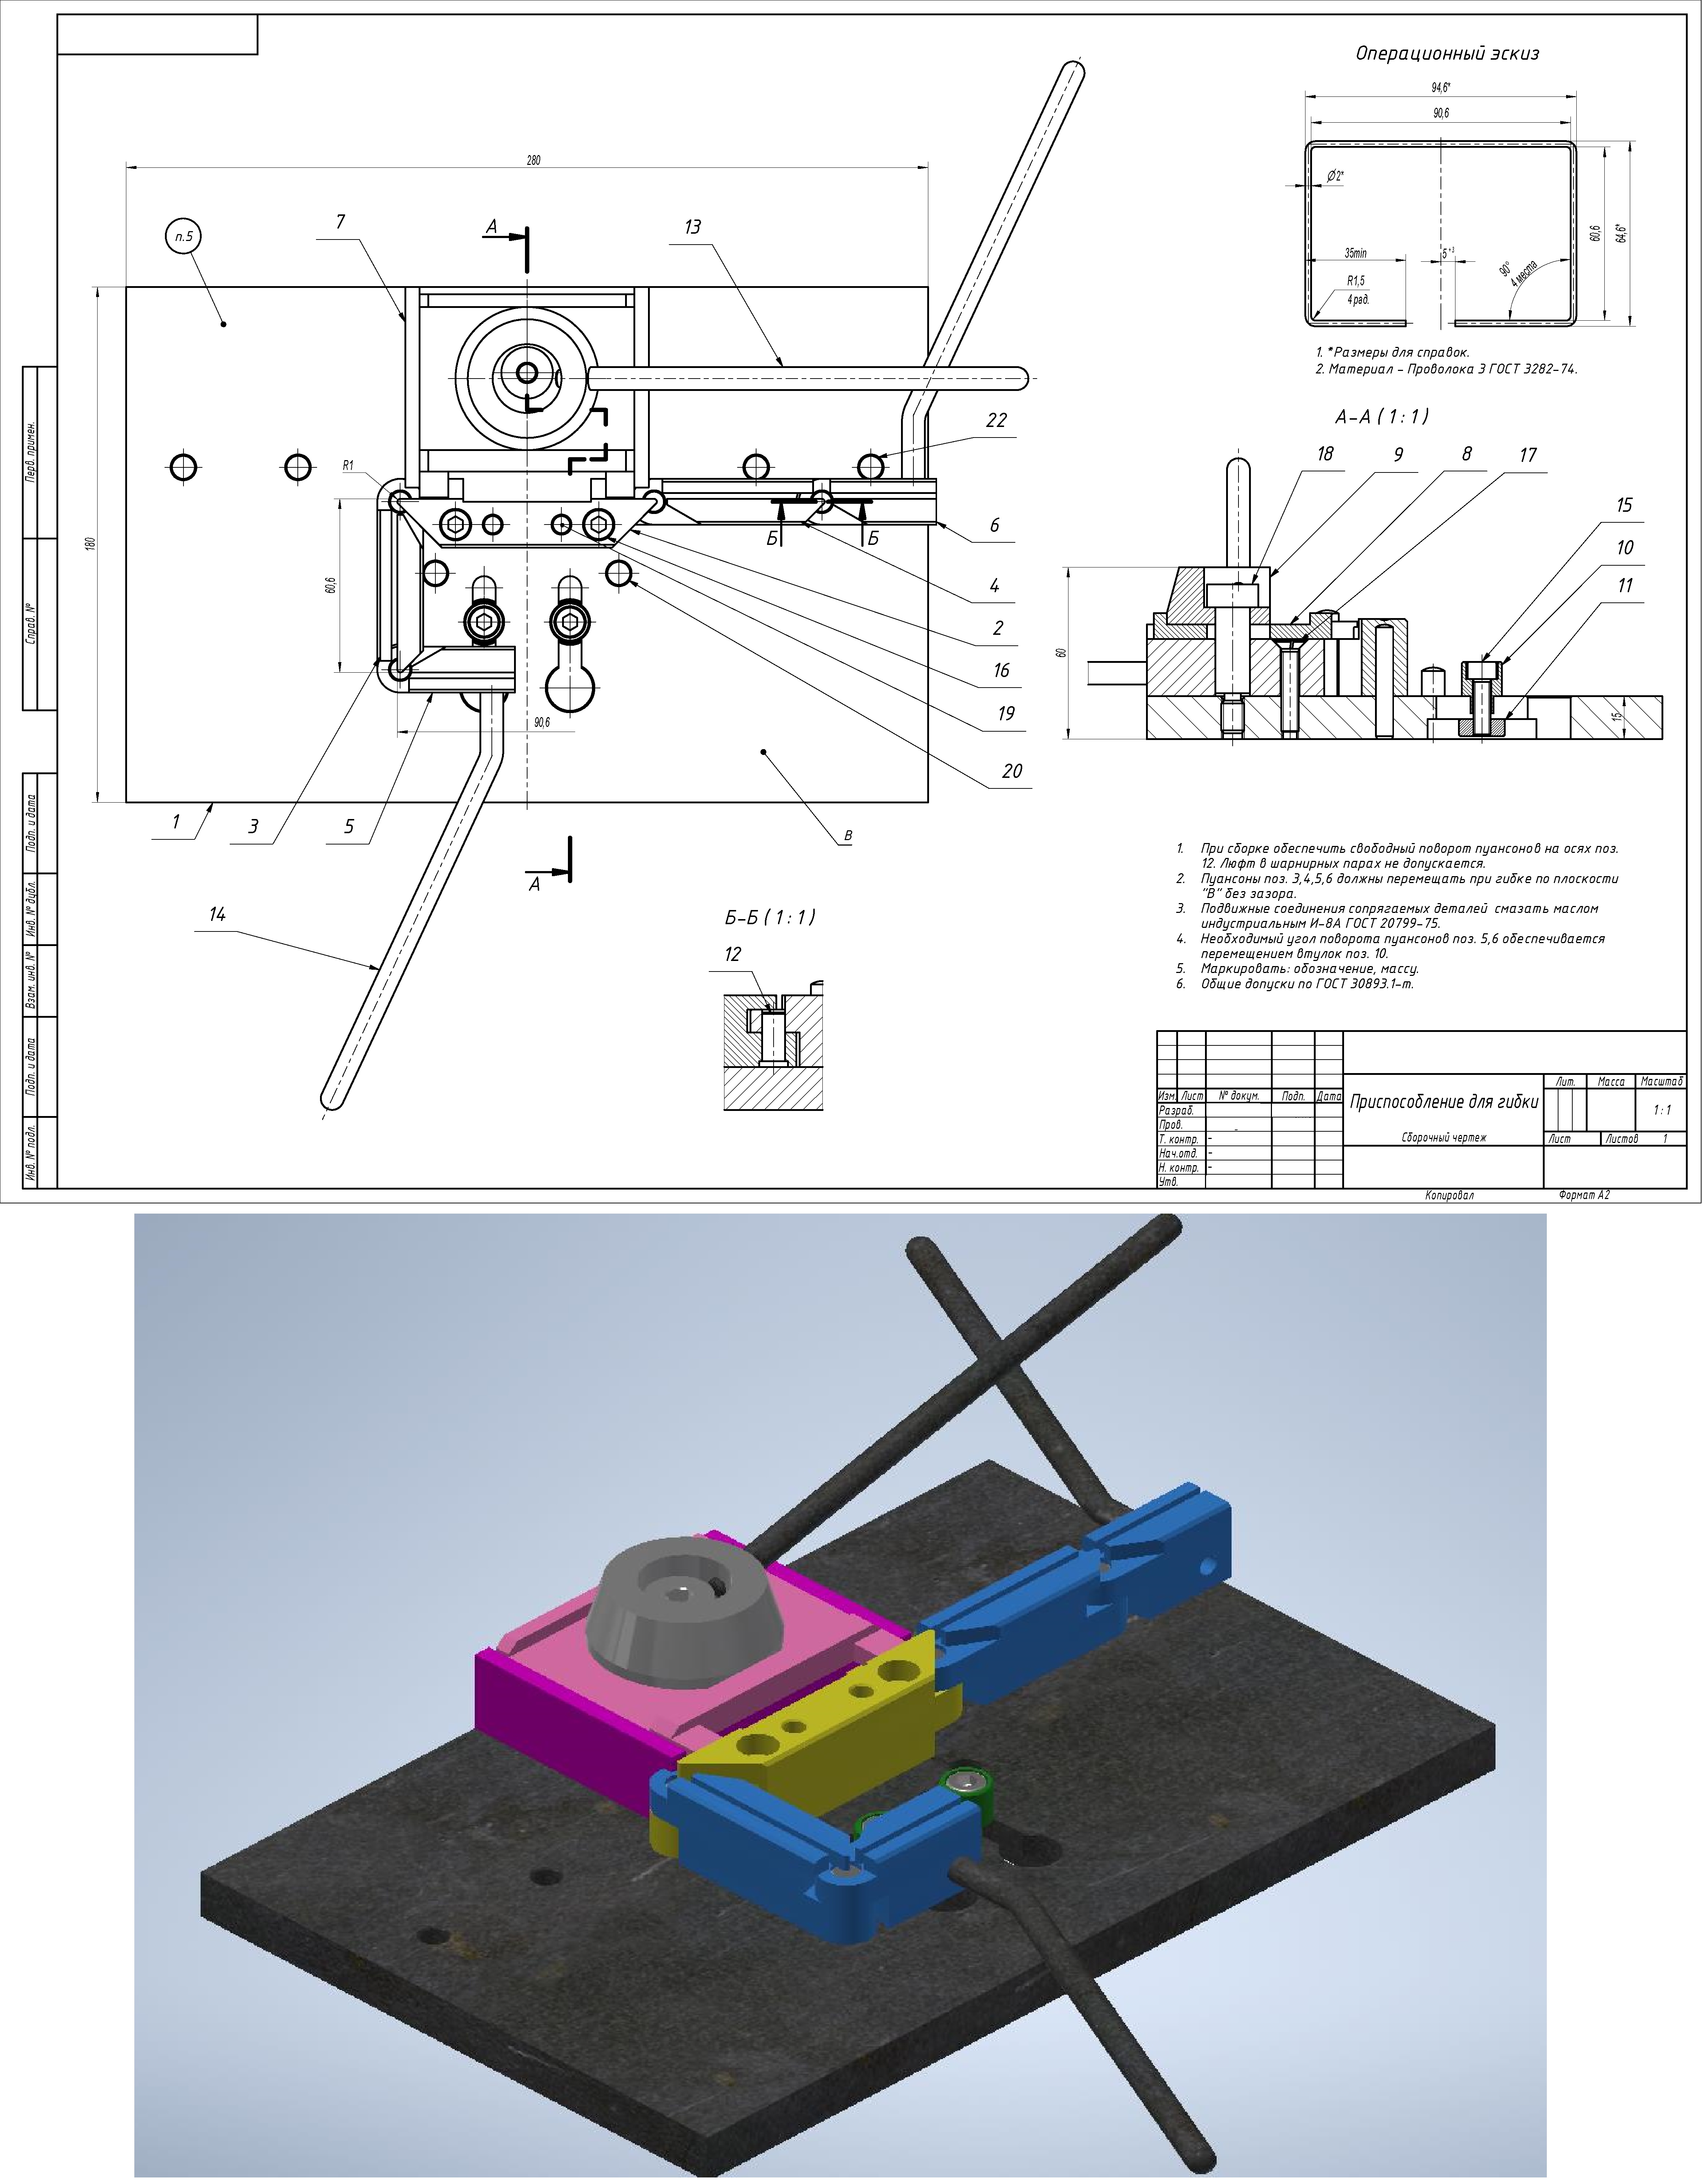 Операционный эскиз
94,6*
90,6
Ø2*
60,6
64,6*
35min
5⁺¹
90°
4 места
R1,5
4 рад.
1. *Размеры для справок.
2. Материал - Проволока 3 ГОСТ 3282-74.
280
п.5
7
А
13
22
R1
180
60,6
90,6
Б
Б
6
4
2
16
19
20
1
3
5
В
А
14
А-А (1:1)
18
9
8
17
15
10
11
60
15
Б-Б (1:1)
12
1. При сборке обеспечить свободный поворот пуансонов на осях поз.
12. Люфт в шарнирных парах не допускается.
2. Пуансоны поз. 3,4,5,6 должны перемещать при гибке по плоскости
"В" без зазора.
3. Подвижные соединения сопрягаемых деталей смазать маслом
индустриальным И-8А ГОСТ 20799-75.
4. Необходимый угол поворота пуансонов поз. 5,6 обеспечивается
перемещением втулок поз. 10.
5. Маркировать: обозначение, массу.
6. Общие допуски по ГОСТ 30893.1-m.
Перв. примен.
Справ. №
Подп. и дата
Инв. № дубл.
Взам. инв. №
Подп. и дата
Инв. № подл.
Изм. Лист № докум. Подп. Дата
Разраб.
Пров. -
Т. контр. -
Нач.отд. -
Н. контр. -
Утв.
Приспособление для гибки
Сборочный чертеж
Лит. Масса Масштаб
1:1
Лист Листов 1
Копировал Формат А2